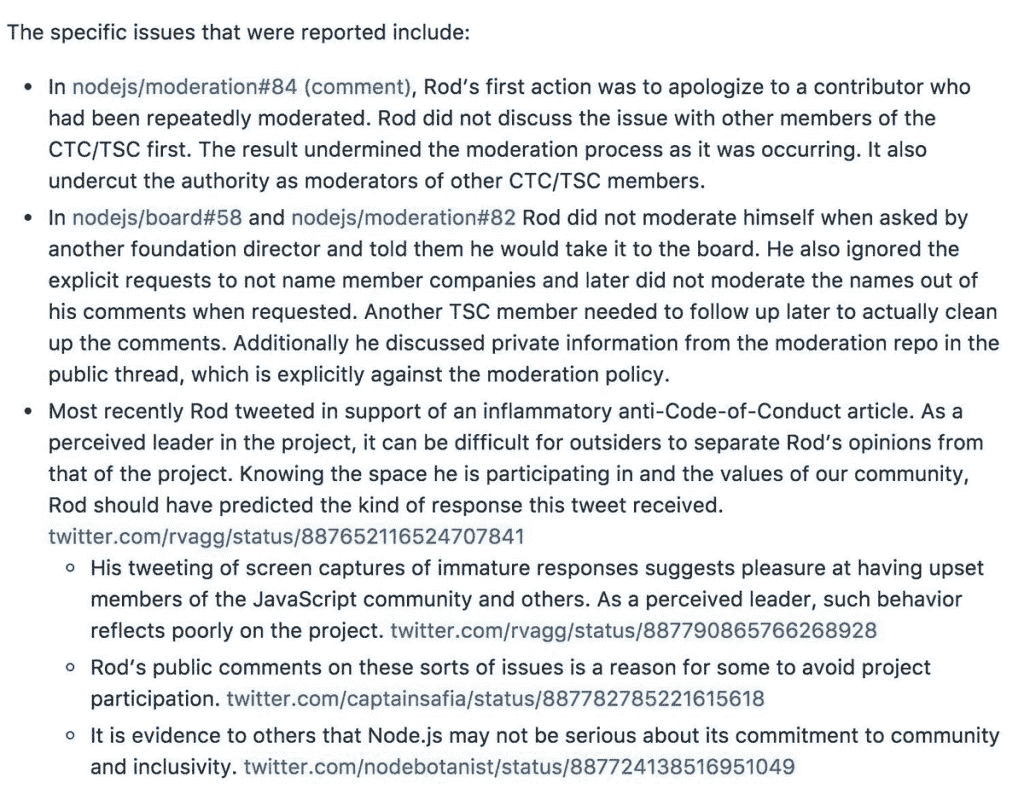 The specific issues that were reported include:
• In nodejs/moderation#84 (comment), Rod’s first action was to apologize to a contributor who
had been repeatedly moderated. Rod did not discuss the issue with other members of the
CTC/TSC first. The result undermined the moderation process as it was occurring. It also
undercut the authority as moderators of other CTC/TSC members.
• In nodejs/board#58 and nodejs/moderation#82 Rod did not moderate himself when asked by
another foundation director and told them he would take it to the board. He also ignored the
explicit requests to not name member companies and later did not moderate the names out of
his comments when requested. Another TSC member needed to follow up later to actually clean
up the comments. Additionally he discussed private information from the moderation repo in the
public thread, which is explicitly against the moderation policy.
• Most recently Rod tweeted in support of an inflammatory anti-Code-of-Conduct article. As a
perceived leader in the project, it can be difficult for outsiders to separate Rod’s opinions from
that of the project. Knowing the space he is participating in and the values of our community,
Rod should have predicted the kind of response this tweet received.
twitter.com/rvagg/status/887652116524707841
◦ His tweeting of screen captures of immature responses suggests pleasure at having upset
members of the JavaScript community and others. As a perceived leader, such behavior
reflects poorly on the project. twitter.com/rvagg/status/887790865766268928
◦ Rod’s public comments on these sorts of issues is a reason for some to avoid project
participation. twitter.com/captainsafia/status/887782785221615618
◦ It is evidence to others that Node.js may not be serious about its commitment to community
and inclusivity. twitter.com/nodebotanist/status/887724138516951049